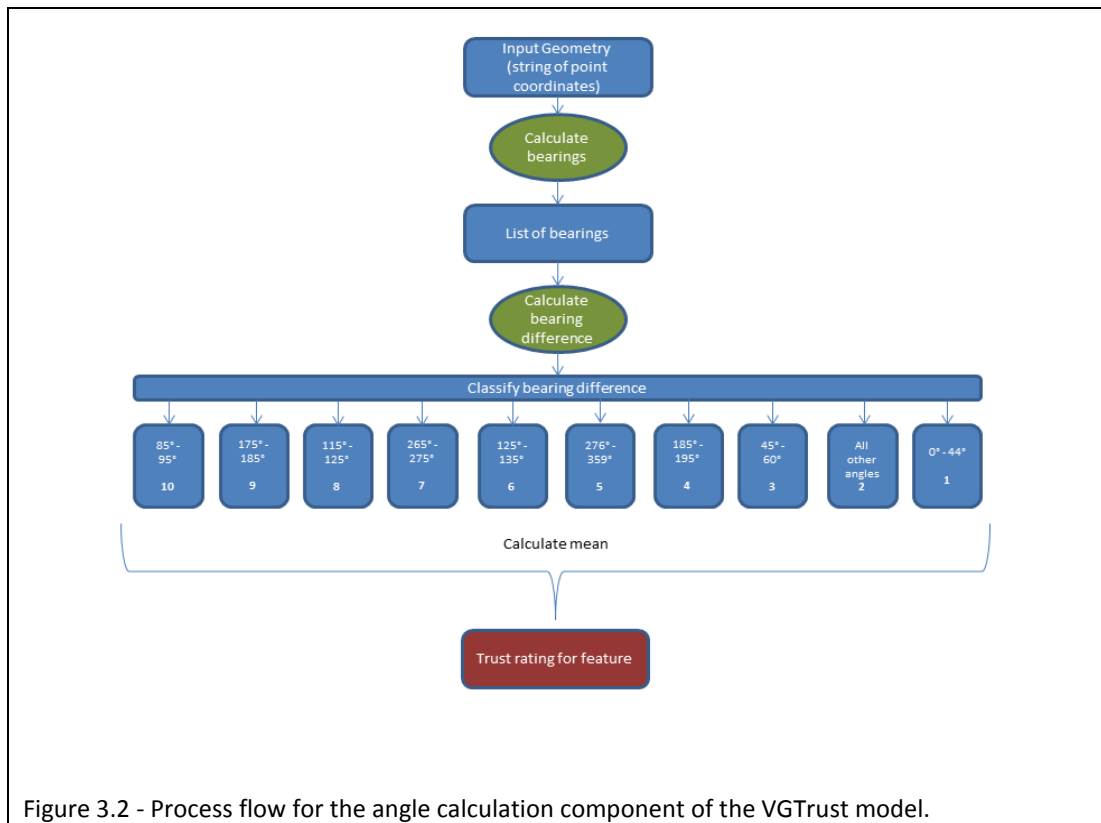 Input Geometry
(string of point
coordinates)
Calculate
bearings
List of bearings
Calculate
bearing
difference
Classify bearing difference
85° -
95°
10
175° -
185°
9
115° -
125°
8
265° -
275°
7
125° -
135°
6
276° -
359°
5
185° -
195°
4
45° -
60°
3
All
other
angles
2
0° - 44°
1
Calculate mean
Trust rating for feature
Figure 3.2 - Process flow for the angle calculation component of the VGTrust model.